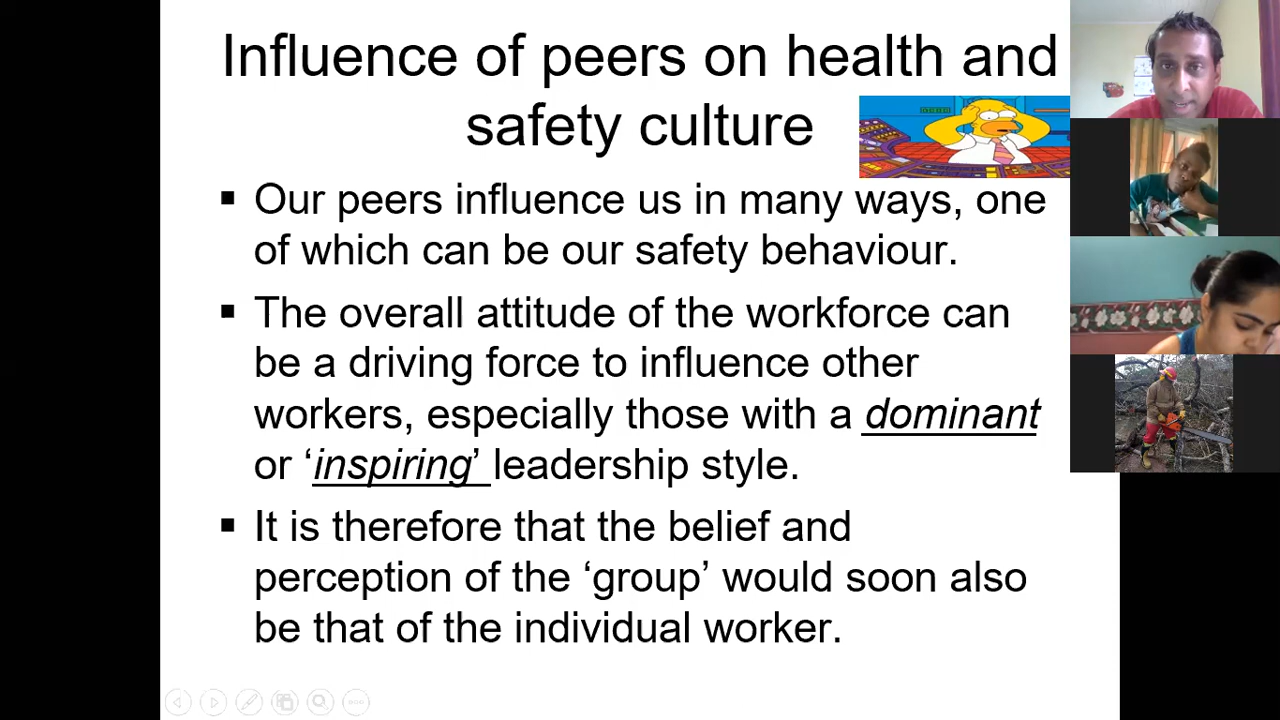 Influence of peers on health and
safety culture
▪ Our peers influence us in many ways, one
of which can be our safety behaviour.
▪ The overall attitude of the workforce can
be a driving force to influence other
workers, especially those with a dominant
or ‘inspiring’ leadership style.
▪ It is therefore that the belief and
perception of the ‘group’ would soon also
be that of the individual worker.